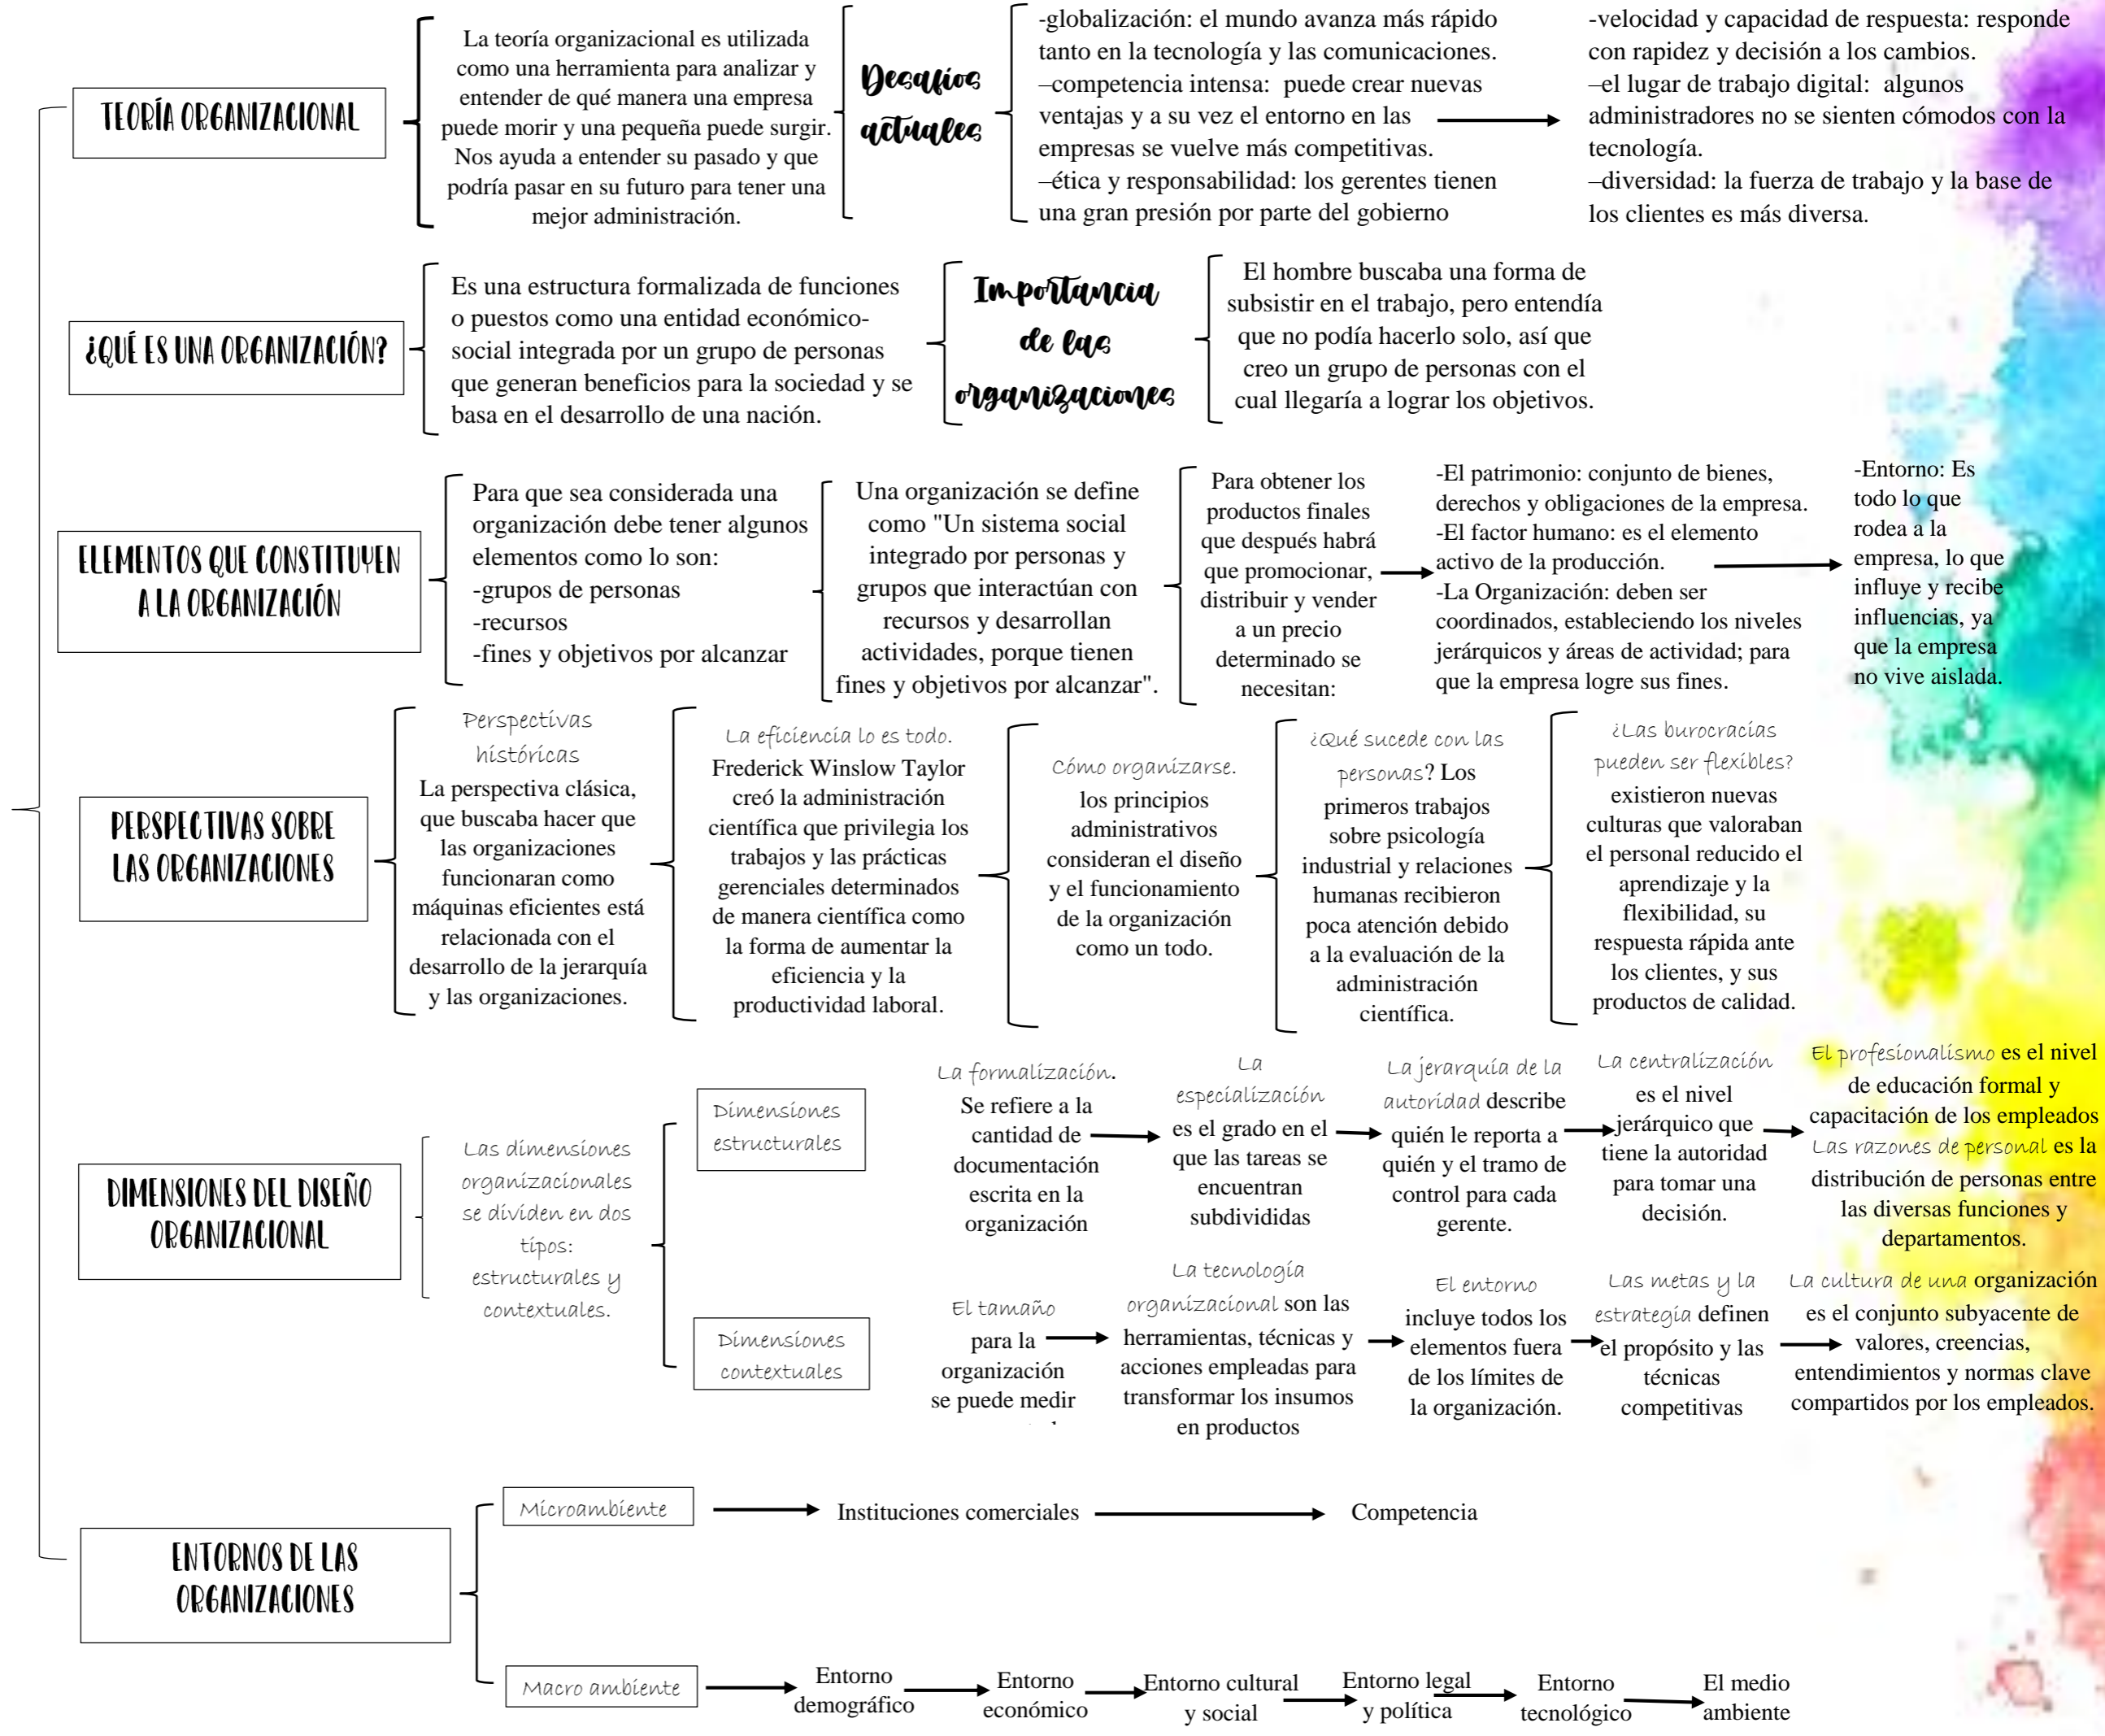 TEORÍA ORGANIZACIONAL
La teoría organizacional es utilizada
como una herramienta para analizar y
entender de qué manera una empresa
puede morir y una pequeña puede surgir.
Nos ayuda a entender su pasado y que
podría pasar en su futuro para tener una
mejor administración.
Desafíos
actuales
-globalización: el mundo avanza más rápido
tanto en la tecnología y las comunicaciones.
–competencia intensa: puede crear nuevas
ventajas y a su vez el entorno en las
empresas se vuelve más competitivas.
–ética y responsabilidad: los gerentes tienen
una gran presión por parte del gobierno
-velocidad y capacidad de respuesta: responde
con rapidez y decisión a los cambios.
–el lugar de trabajo digital: algunos
administradores no se sienten cómodos con la
tecnología.
–diversidad: la fuerza de trabajo y la base de
los clientes es más diversa.
¿QUÉ ES UNA ORGANIZACIÓN?
Es una estructura formalizada de funciones
o puestos como una entidad económico-
social integrada por un grupo de personas
que generan beneficios para la sociedad y se
basa en el desarrollo de una nación.
Importancia
de las
organizaciones
El hombre buscaba una forma de
subsistir en el trabajo, pero entendía
que no podía hacerlo solo, así que
creo un grupo de personas con el
cual llegaría a lograr los objetivos.
ELEMENTOS QUE CONSTITUYEN
A LA ORGANIZACIÓN
Para que sea considerada una
organización debe tener algunos
elementos como lo son:
-grupos de personas
-recursos
-fines y objetivos por alcanzar
Una organización se define
como "Un sistema social
integrado por personas y
grupos que interactúan con
recursos y desarrollan
actividades, porque tienen
fines y objetivos por alcanzar".
Para obtener los
productos finales
que después habrá
que promocionar,
distribuir y vender
a un precio
determinado se
necesitan:
-El patrimonio: conjunto de bienes,
derechos y obligaciones de la empresa.
-El factor humano: es el elemento
activo de la producción.
-La Organización: deben ser
coordinados, estableciendo los niveles
jerárquicos y áreas de actividad; para
que la empresa logre sus fines.
-Entorno: Es
todo lo que
rodea a la
empresa, lo que
influye y recibe
influencias, ya
que la empresa
no vive aislada.
PERSPECTIVAS SOBRE
LAS ORGANIZACIONES
Perspectivas
históricas
La perspectiva clásica,
que buscaba hacer que
las organizaciones
funcionaran como
máquinas eficientes está
relacionada con el
desarrollo de la jerarquía
y las organizaciones.
La eficiencia lo es todo.
Frederick Winslow Taylor
creó la administración
científica que privilegia los
trabajos y las prácticas
gerenciales determinados
de manera científica como
la forma de aumentar la
eficiencia y la
productividad laboral.
Cómo organizarse.
los principios
administrativos
consideran el diseño
y el funcionamiento
de la organización
como un todo.
¿Qué sucede con las
personas? Los
primeros trabajos
sobre psicología
industrial y relaciones
humanas recibieron
poca atención debido
a la evaluación de la
administración
científica.
¿Las burocracias
pueden ser flexibles?
existieron nuevas
culturas que valoraban
el personal reducido el
aprendizaje y la
flexibilidad, su
respuesta rápida ante
los clientes, y sus
productos de calidad.
DIMENSIONES DEL DISEÑO
ORGANIZACIONAL
Las dimensiones
organizacionales
se dividen en dos
tipos:
estructurales y
contextuales.
Dimensiones
estructurales
La formalización.
Se refiere a la
cantidad de
documentación
escrita en la
organización
La
especialización
es el grado en el
que las tareas se
encuentran
subdivididas
La jerarquía de la
autoridad describe
quién le reporta a
quién y el tramo de
control para cada
gerente.
La centralización
es el nivel
jerárquico que
tiene la autoridad
para tomar una
decisión.
El profesionalismo es el nivel
de educación formal y
capacitación de los empleados
Las razones de personal es la
distribución de personas entre
las diversas funciones y
departamentos.
Dimensiones
contextuales
El tamaño
para la
organización
se puede medir
La tecnología
organizacional son las
herramientas, técnicas y
acciones empleadas para
transformar los insumos
en productos
El entorno
incluye todos los
elementos fuera
de los límites de
la organización.
Las metas y la
estrategia definen
el propósito y las
técnicas
competitivas
La cultura de una organización
es el conjunto subyacente de
valores, creencias,
entendimientos y normas clave
compartidos por los empleados.
ENTORNOS DE LAS
ORGANIZACIONES
Microambiente
Instituciones comerciales
Competencia
Macro ambiente
Entorno
demográfico
Entorno
económico
Entorno cultural
y social
Entorno legal
y política
Entorno
tecnológico
El medio
ambiente